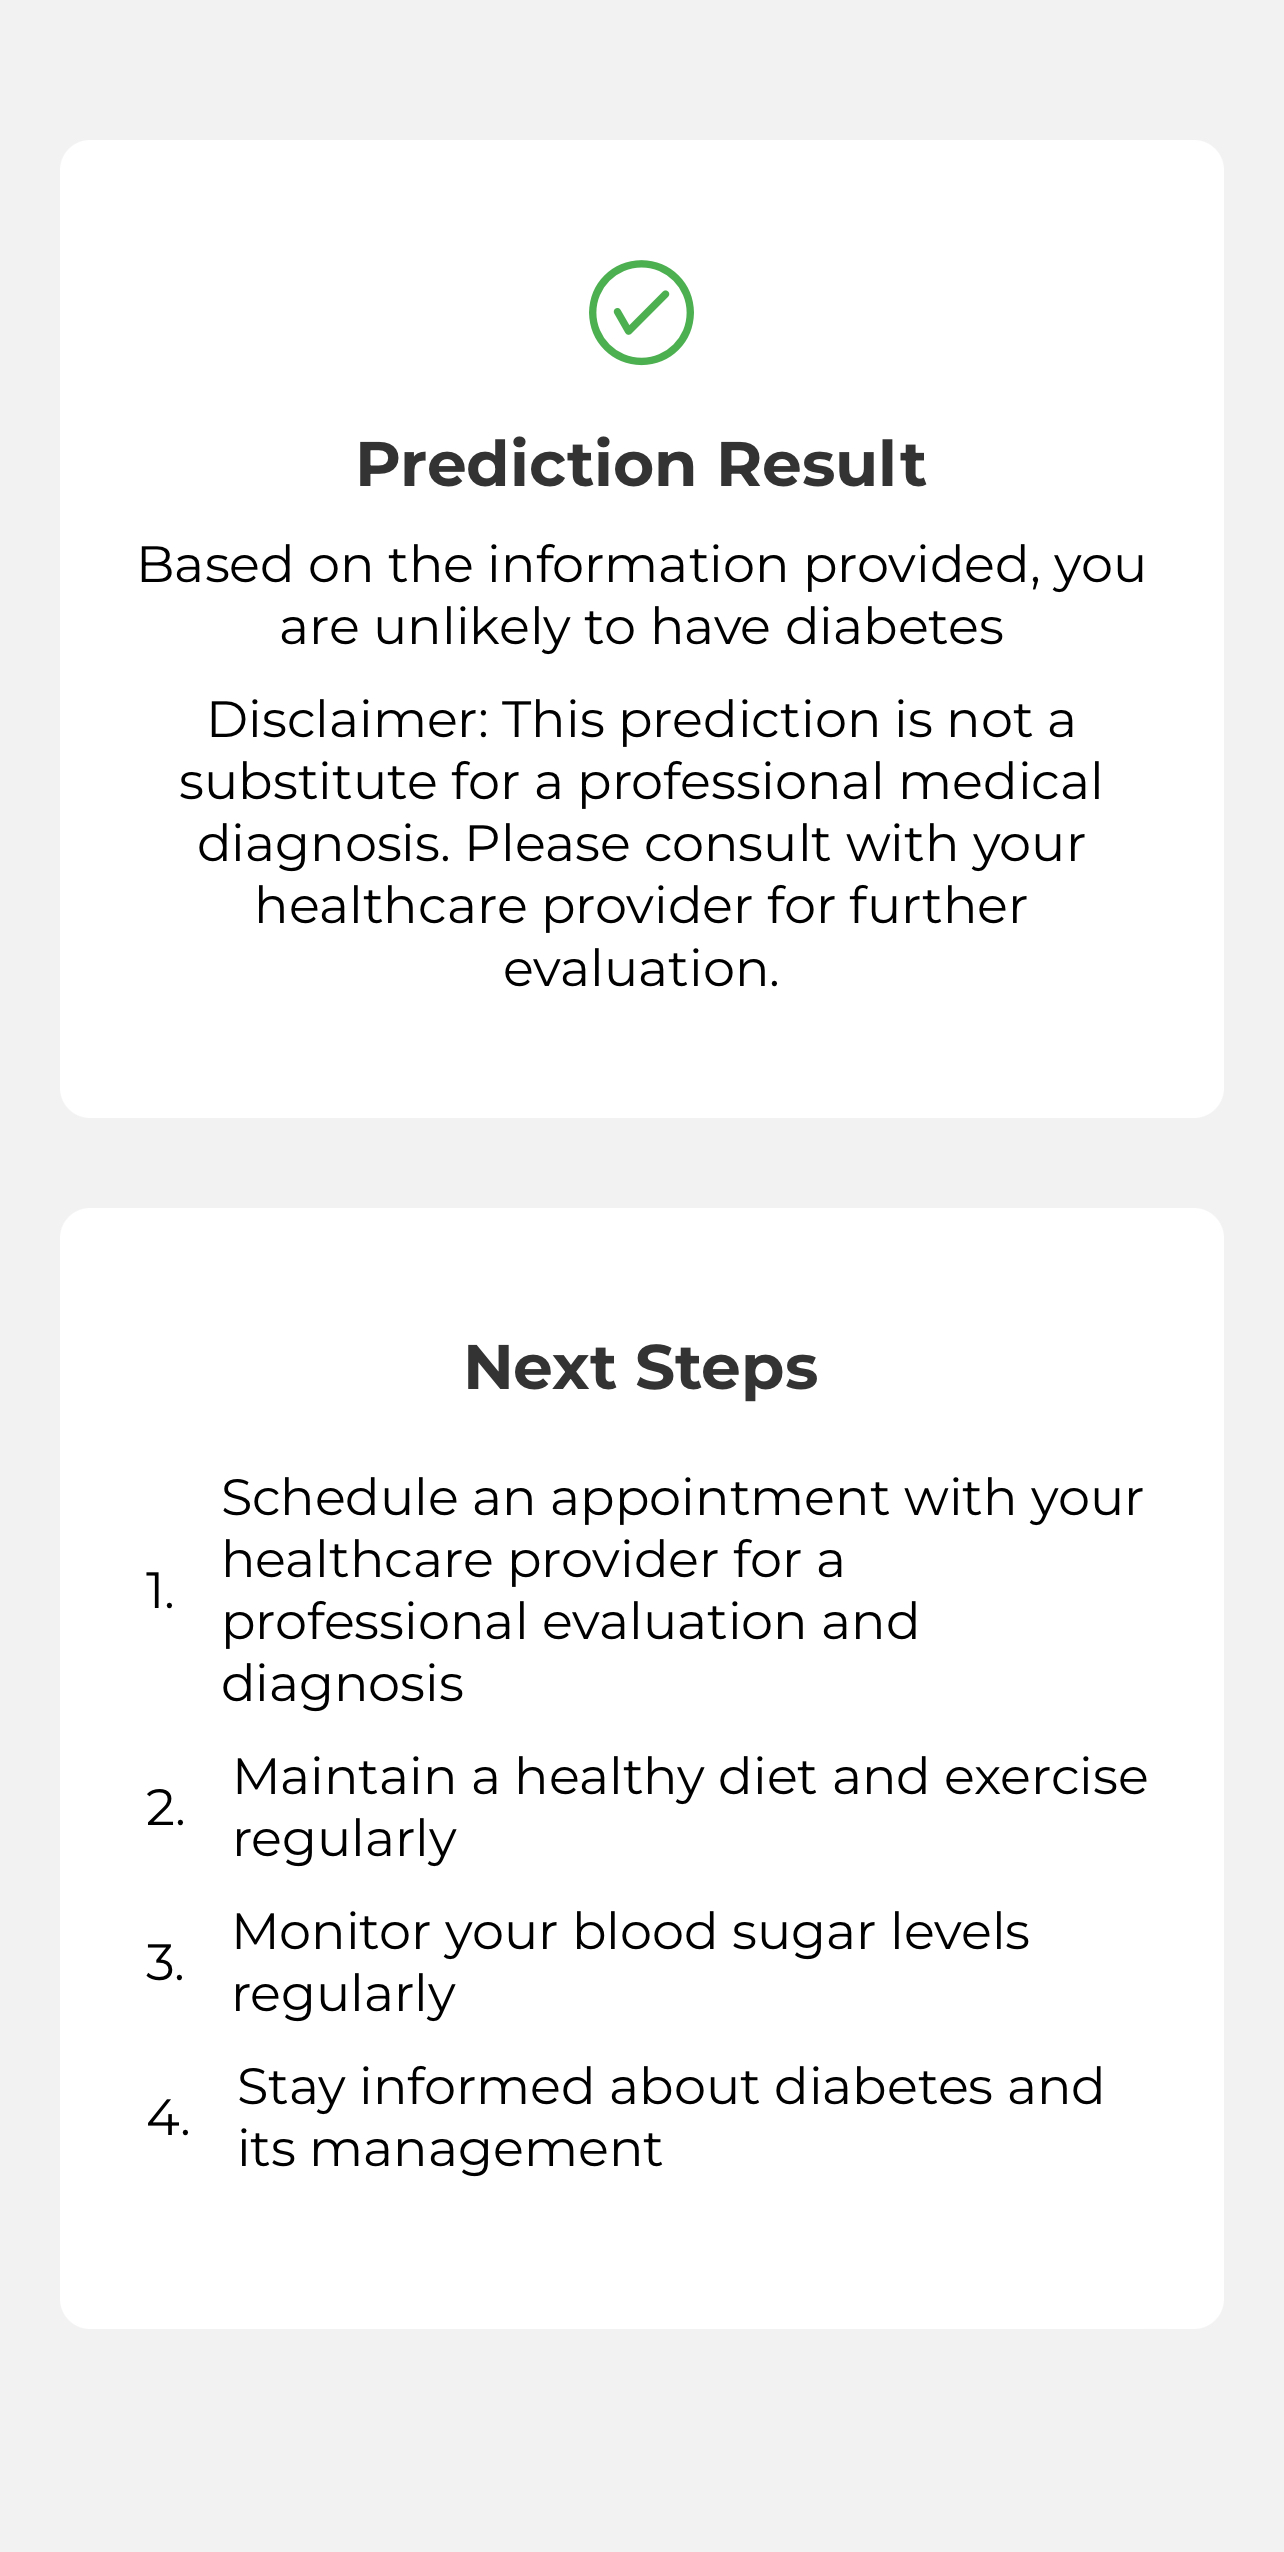 Prediction Result
Based on the information provided, you
are unlikely to have diabetes
Disclaimer: This prediction is not a
substitute for a professional medical
diagnosis. Please consult with your
healthcare provider for further
evaluation.
Next Steps
1. Schedule an appointment with your
healthcare provider for a
professional evaluation and
diagnosis
2. Maintain a healthy diet and exercise
regularly
3. Monitor your blood sugar levels
regularly
4. Stay informed about diabetes and
its management